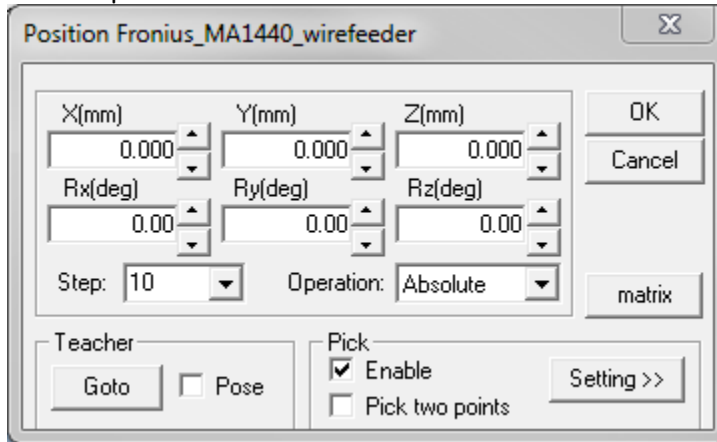 Position Fronius_MA1440_wirefeeder
X(mm) Y(mm) Z(mm) OK
0.000 0.000 0.000
Cancel
Rx(deg) Ry(deg) Rz(deg)
0.00 0.00 0.00
Step: 10 Operation: Absolute matrix
Teacher Pick
Goto Pose Enable Setting >>
Pick two points